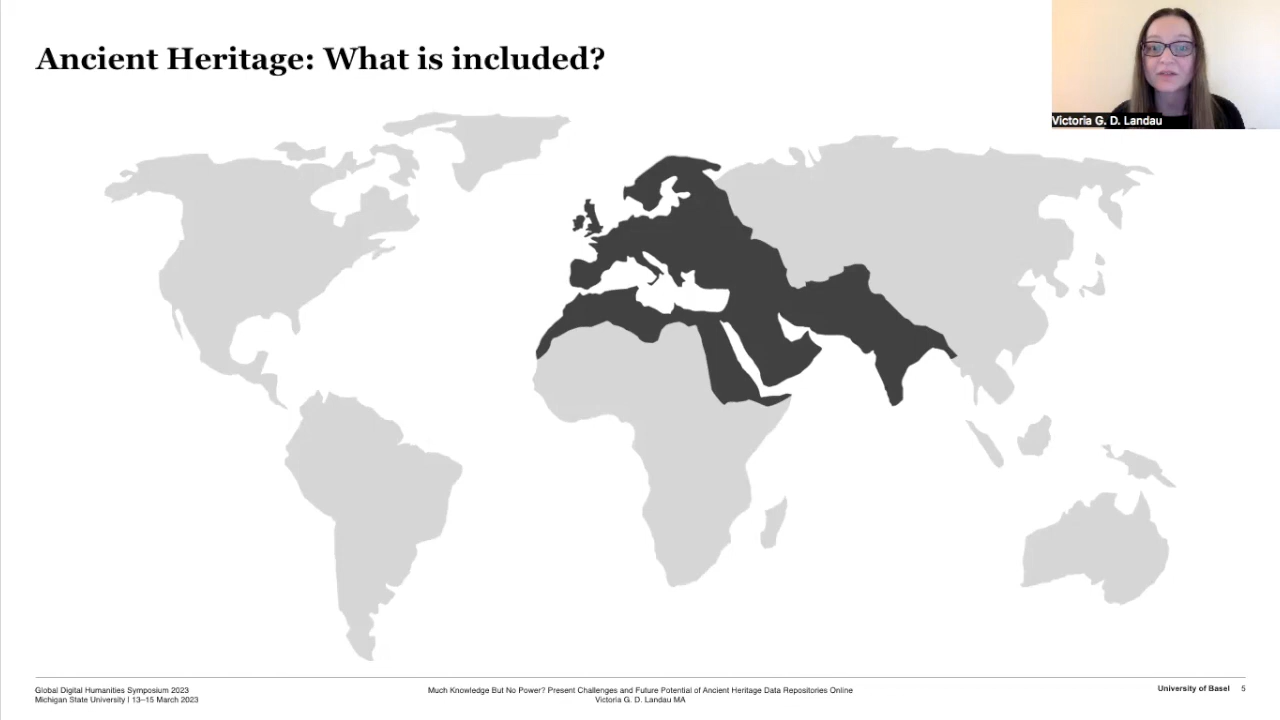 Ancient Heritage: What is included?
Victoria G. D. Landau
Global Digital Humanities Symposium 2023
Michigan State University | 13–15 March 2023
Much Knowledge But No Power? Present Challenges and Future Potential of Ancient Heritage Data Repositories Online
Victoria G. D. Landau MA
University of Basel 5